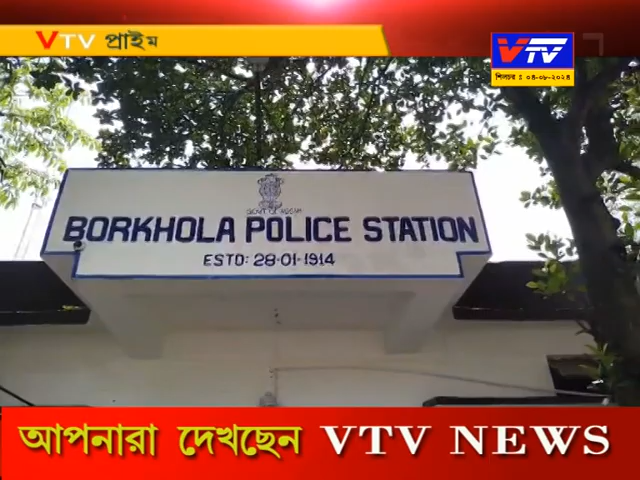 VTV প্রাইম
VTV
শিলচর : ০৪-০৮-২০২৪
GOVT. OF ASSAM
BORKHOLA POLICE STATION
ESTD: 28-01-1914
আপনারা দেখছেন VTV NEWS